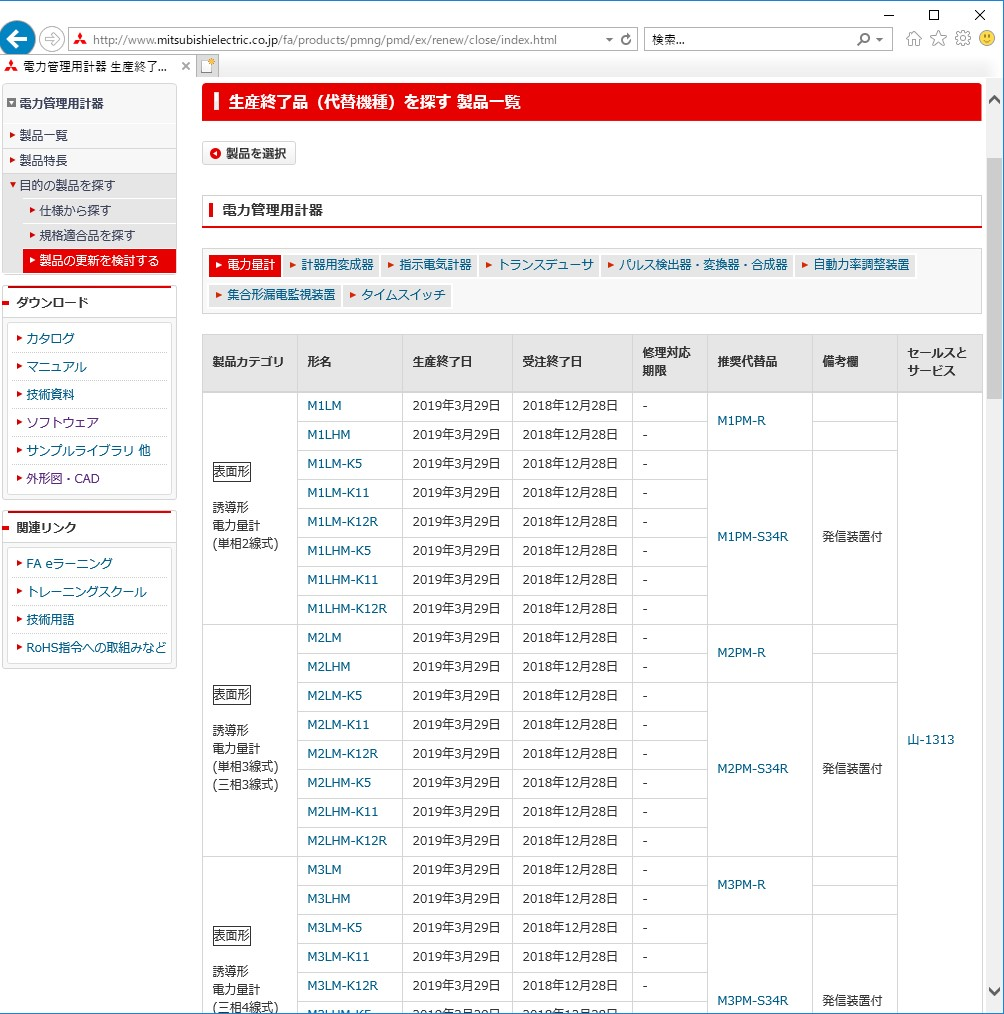 http://www.mitsubishielectric.co.jp/fa/products/pmng/pmd/ex/renew/close/index.html
検索...
電力管理用計器 生産終了...
電力管理用計器
製品一覧
製品特長
目的の製品を探す
仕様から探す
規格適合品を探す
製品の更新を検討する
ダウンロード
カタログ
マニュアル
技術資料
ソフトウェア
サンプルライブラリ 他
外形図・CAD
関連リンク
FA eラーニング
トレーニングスクール
技術用語
RoHS指令への取組みなど
生産終了品（代替機種）を探す 製品一覧
製品を選択
電力管理用計器
電力量計 計器用変成器 指示電気計器 トランスデューサ パルス検出器・変換器・合成器 自動力率調整装置
集合形漏電監視装置 タイムスイッチ
製品カテゴリ 形名 生産終了日 受注終了日 修理対応期限 推奨代替品 備考欄 セールスとサービス
表面形
誘導形
電力量計
(単相2線式)
M1LM 2019年3月29日 2018年12月28日 - M1PM-R
M1LHM 2019年3月29日 2018年12月28日 -
M1LM-K5 2019年3月29日 2018年12月28日 - M1PM-S34R 発信装置付
M1LM-K11 2019年3月29日 2018年12月28日 -
M1LM-K12R 2019年3月29日 2018年12月28日 -
M1LHM-K5 2019年3月29日 2018年12月28日 -
M1LHM-K11 2019年3月29日 2018年12月28日 -
M1LHM-K12R 2019年3月29日 2018年12月28日 -
表面形
誘導形
電力量計
(単相3線式)
(三相3線式)
M2LM 2019年3月29日 2018年12月28日 - M2PM-R
M2LHM 2019年3月29日 2018年12月28日 -
M2LM-K5 2019年3月29日 2018年12月28日 - M2PM-S34R 発信装置付
M2LM-K11 2019年3月29日 2018年12月28日 -
M2LM-K12R 2019年3月29日 2018年12月28日 -
M2LHM-K5 2019年3月29日 2018年12月28日 -
M2LHM-K11 2019年3月29日 2018年12月28日 -
M2LHM-K12R 2019年3月29日 2018年12月28日 -
山-1313
表面形
誘導形
電力量計
(三相4線式)
M3LM 2019年3月29日 2018年12月28日 - M3PM-R
M3LHM 2019年3月29日 2018年12月28日 -
M3LM-K5 2019年3月29日 2018年12月28日 - M3PM-S34R 発信装置付
M3LM-K11 2019年3月29日 2018年12月28日 -
M3LM-K12R 2019年3月29日 2018年12月28日 -